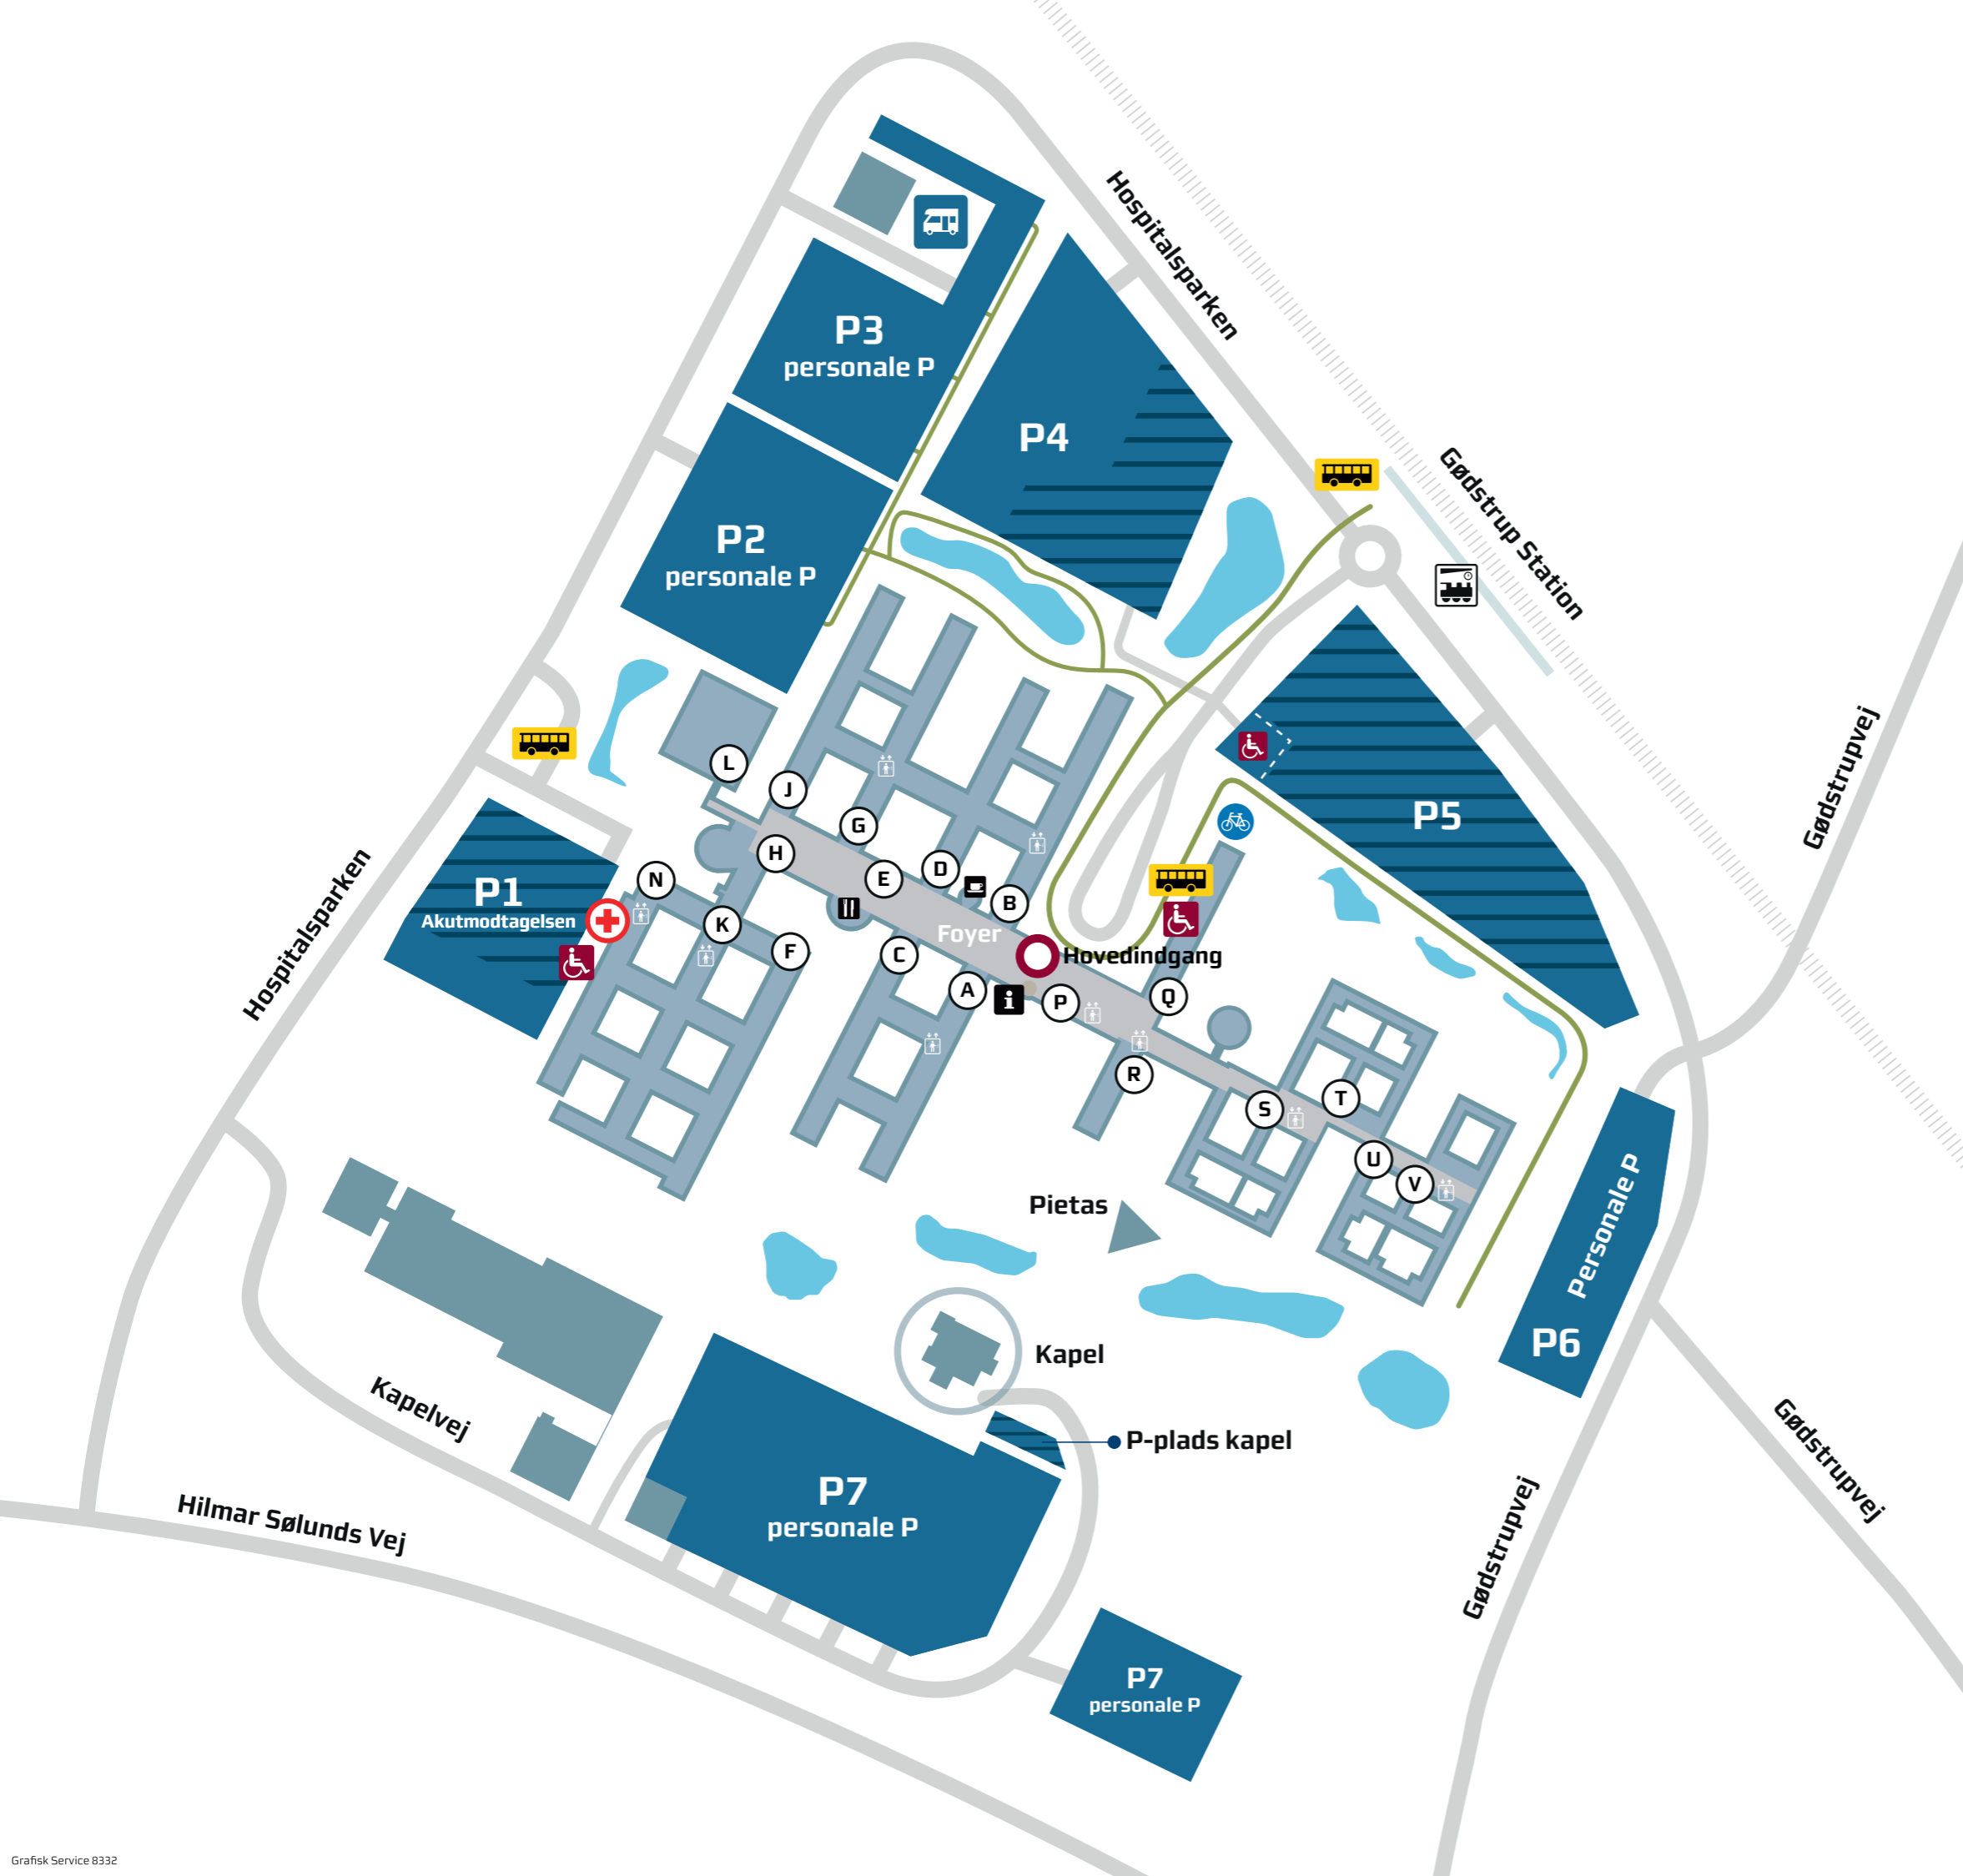 Hospitalsparken
P3
personale P
P4
Gødstrup Station
P2
personale P
Gødstrupvej
L
J
P5
G
H
D
E
N
P1
Akutmodtagelsen
K
B
F
C
Foyer
Hovedindgang
Hospitalsparken
A
i
P
Q
R
T
S
U
V
Pietas
Personale P
P6
Kapel
Kapelvej
P-plads kapel
Gødstrupvej
P7
personale P
Hilmar Sølunds Vej
Gødstrupvej
P7
personale P
Grafisk Service 8332